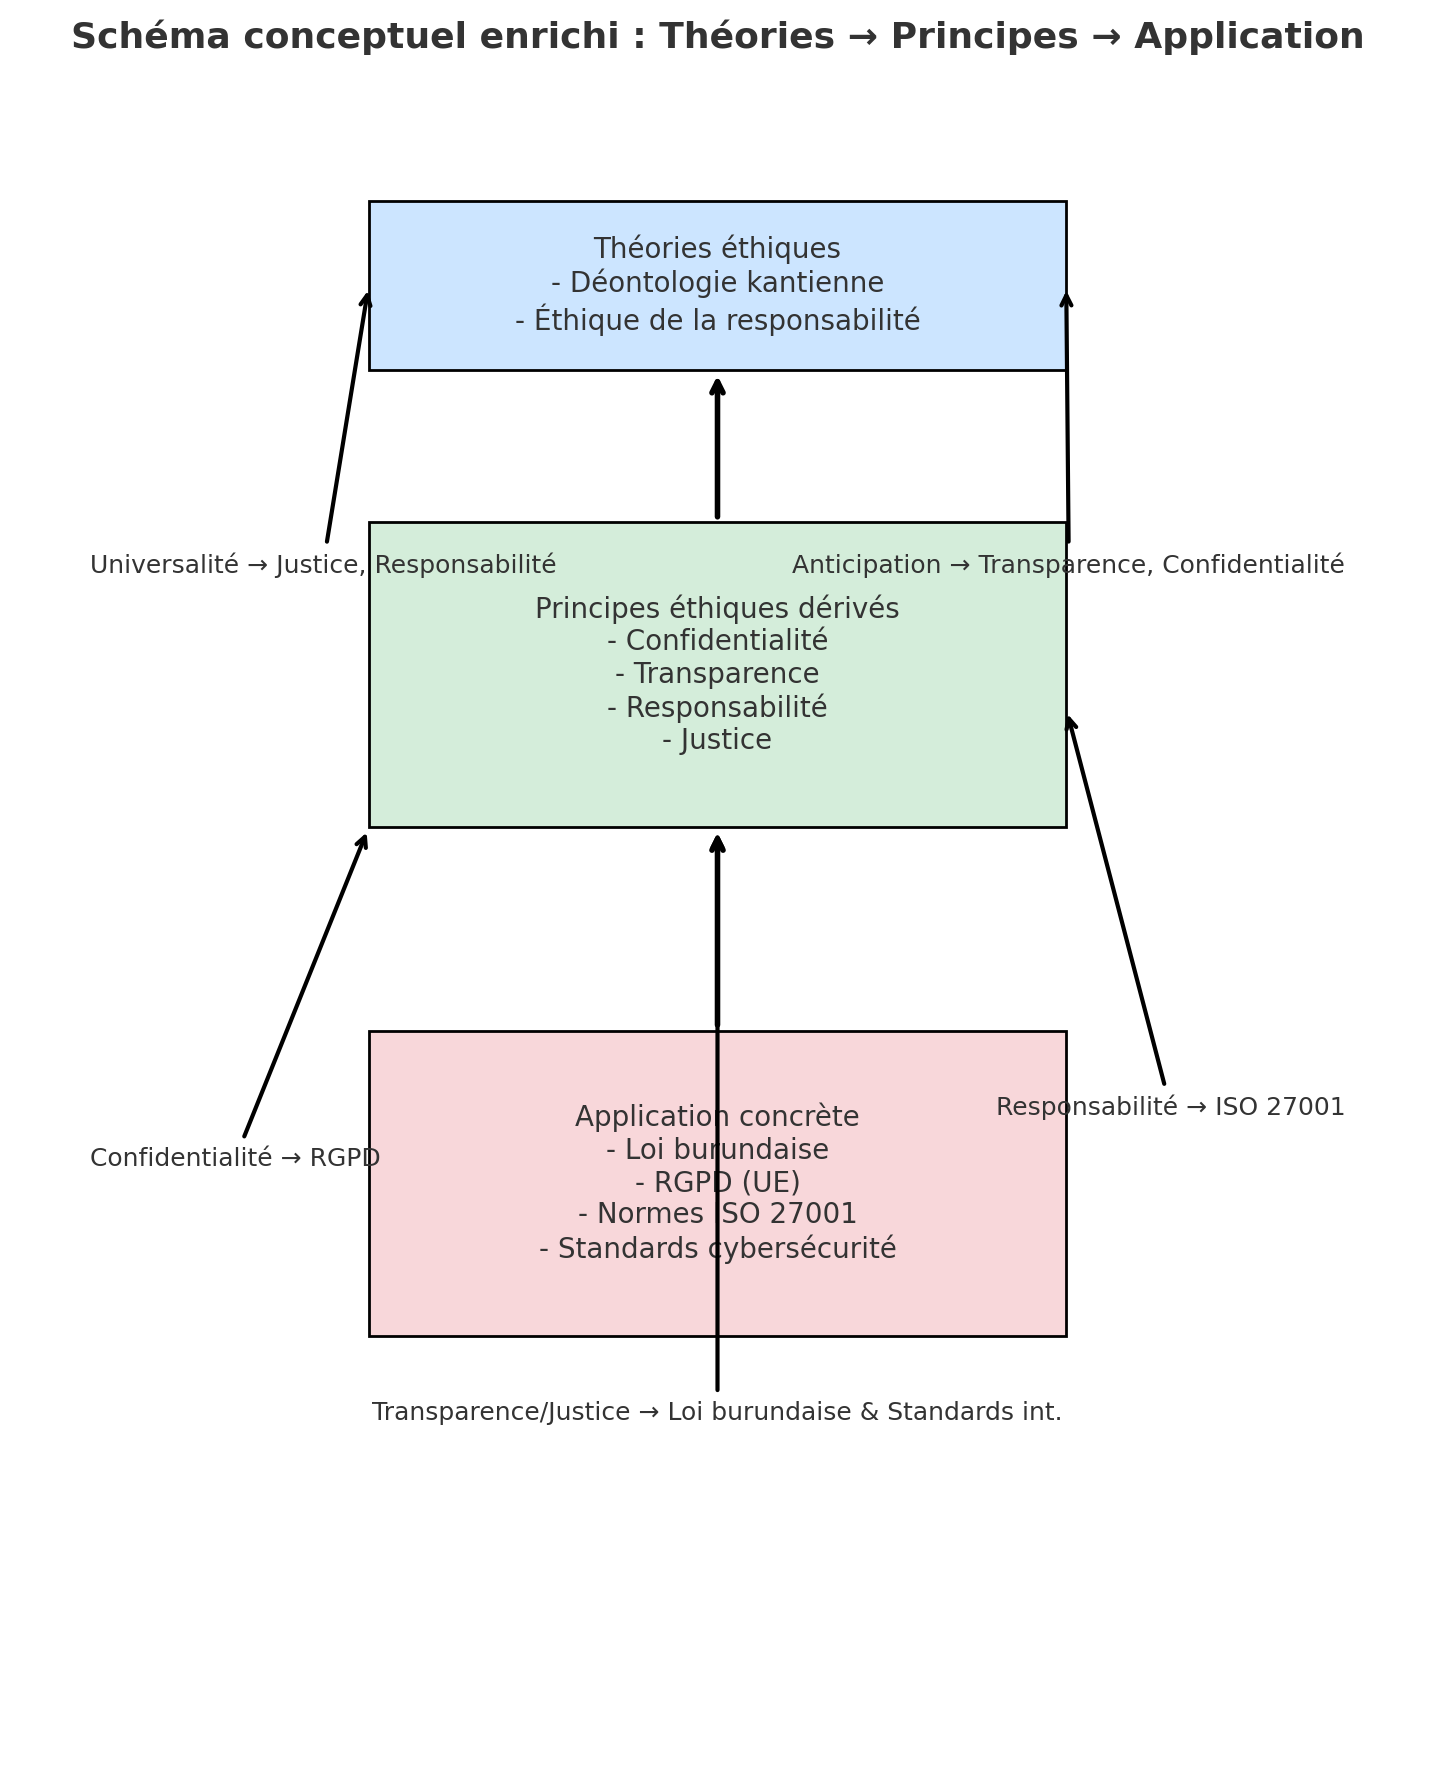 Schéma conceptuel enrichi : Théories → Principes → Application
Théories éthiques
- Déontologie kantienne
- Éthique de la responsabilité
Universalité → Justice, Responsabilité
Anticipation → Transparence, Confidentialité
Principes éthiques dérivés
- Confidentialité
- Transparence
- Responsabilité
- Justice
Responsabilité → ISO 27001
Confidentialité → RGPD
Application concrète
- Loi burundaise
- RGPD (UE)
- Normes ISO 27001
- Standards cybersécurité
Transparence/Justice → Loi burundaise & Standards int.